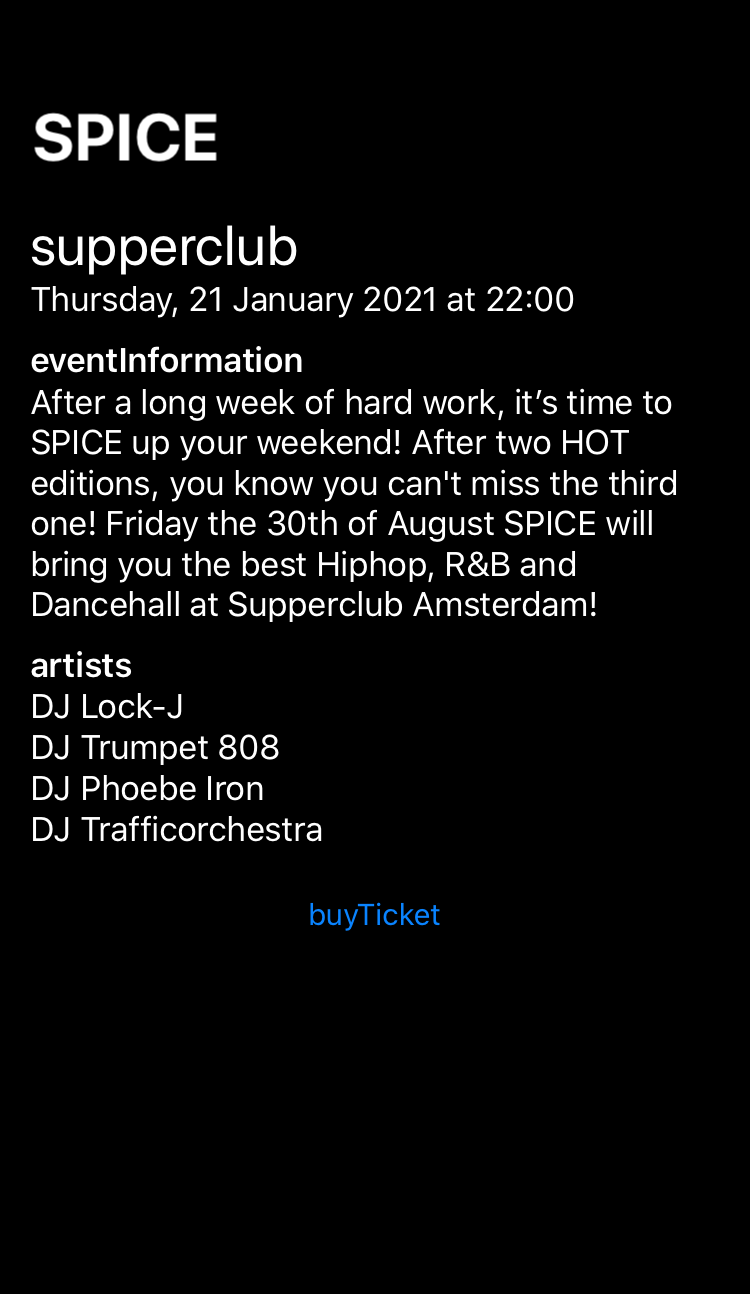 SPICE
supperclub
Thursday, 21 January 2021 at 22:00
eventInformation
After a long week of hard work, it’s time to
SPICE up your weekend! After two HOT
editions, you know you can't miss the third
one! Friday the 30th of August SPICE will
bring you the best Hiphop, R&B and
Dancehall at Supperclub Amsterdam!
artists
DJ Lock-J
DJ Trumpet 808
DJ Phoebe Iron
DJ Trafficorchestra
buyTicket